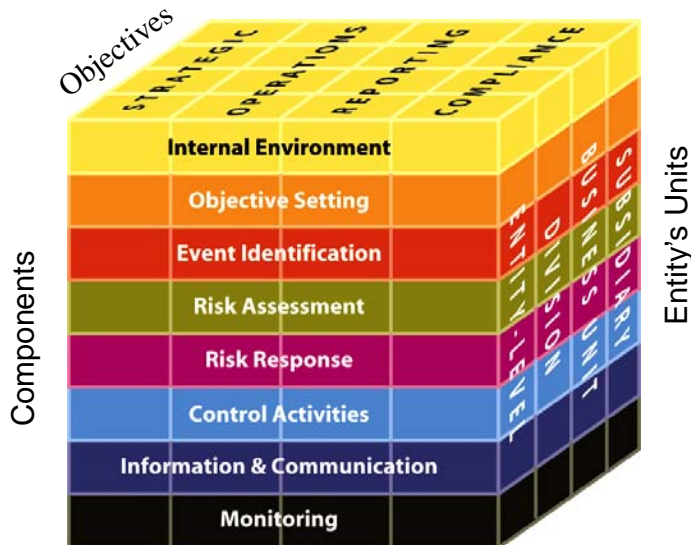 Objectives
STRATEGIC
OPERATIONS
REPORTING
COMPLIANCE
Internal Environment
Objective Setting
Event Identification
Risk Assessment
Risk Response
Control Activities
Information & Communication
Monitoring
Components
ENTITY-LEVEL
DIVISION
BUSINESS UNIT
SUBSIDIARY
Entity's Units